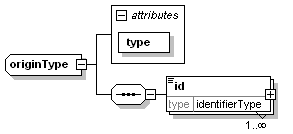 attributes
type
originType
id
type identifierType
1..∞